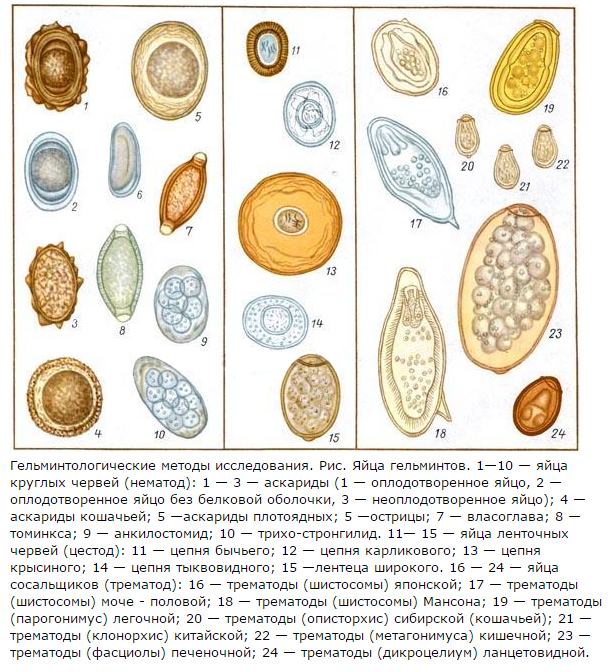 1
5
11
16
19
12
20
21
22
2
6
7
17
13
3
8
9
14
23
4
10
15
18
24
Гельминтологические методы исследования. Рис. Яйца гельминтов. 1—10 — яйца
круглых червей (нематод): 1 — 3 — аскариды (1 — оплодотворенное яйцо, 2 —
оплодотворенное яйцо без белковой оболочки, 3 — неоплодотворенное яйцо); 4 —
аскариды кошачьей; 5 —аскариды плотоядных; 5 —острицы; 7 — власоглава; 8 —
томинкса; 9 — анкилостомид; 10 — трихо-стронгилид. 11— 15 — яйца ленточных
червей (цестод): 11 — цепня бычьего; 12 — цепня карликового; 13 — цепня
крысиного; 14 — цепня тыквовидного; 15 —лентеца широкого. 16 — 24 — яйца
сосальщиков (трематод): 16 — трематоды (шистосомы) японской; 17 — трематоды
(шистосомы) моче - половой; 18 — трематоды (шистосомы) Мансона; 19 — трематоды
(парогонимус) легочной; 20 — трематоды (описторхис) сибирской (кошачьей); 21 —
трематоды (клонорхис) китайской; 22 — трематоды (метагонимуса) кишечной; 23 —
трематоды (фасциолы) печеночной; 24 — трематоды (дикроцелиум) ланцетовидной.